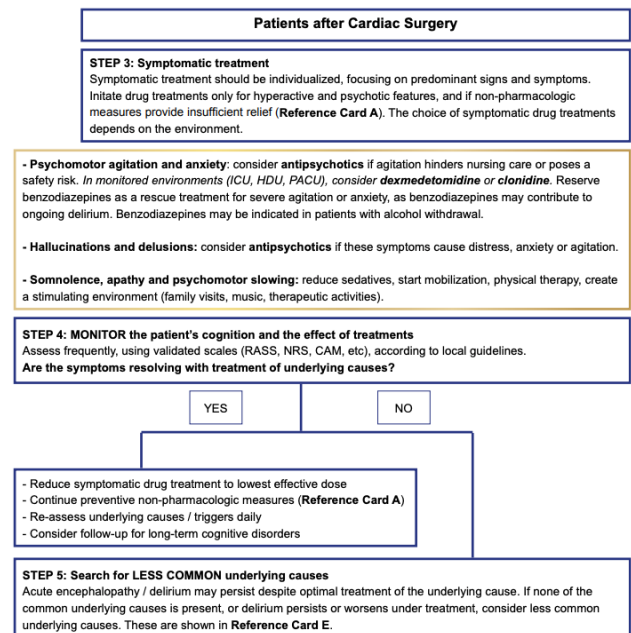 Patients after Cardiac Surgery
STEP 3: Symptomatic treatment
Symptomatic treatment should be individualized, focusing on predominant signs and symptoms.
Initate drug treatments only for hyperactive and psychotic features, and if non-pharmacologic
measures provide insufficient relief (Reference Card A). The choice of symptomatic drug treatments
depends on the environment.
- Psychomotor agitation and anxiety: consider antipsychotics if agitation hinders nursing care or poses a
safety risk. In monitored environments (ICU, HDU, PACU), consider dexmedetomidine or clonidine. Reserve
benzodiazepines as a rescue treatment for severe agitation or anxiety, as benzodiazepines may contribute to
ongoing delirium. Benzodiazepines may be indicated in patients with alcohol withdrawal.
- Hallucinations and delusions: consider antipsychotics if these symptoms cause distress, anxiety or agitation.
- Somnolence, apathy and psychomotor slowing: reduce sedatives, start mobilization, physical therapy, create
a stimulating environment (family visits, music, therapeutic activities).
STEP 4: MONITOR the patient's cognition and the effect of treatments
Assess frequently, using validated scales (RASS, NRS, CAM, etc), according to local guidelines.
Are the symptoms resolving with treatment of underlying causes?
YES
NO
- Reduce symptomatic drug treatment to lowest effective dose
- Continue preventive non-pharmacologic measures (Reference Card A)
- Re-assess underlying causes / triggers daily
- Consider follow-up for long-term cognitive disorders
STEP 5: Search for LESS COMMON underlying causes
Acute encephalopathy / delirium may persist despite optimal treatment of the underlying cause. If none of the
common underlying causes is present, or delirium persists or worsens under treatment, consider less common
underlying causes. These are shown in Reference Card E.